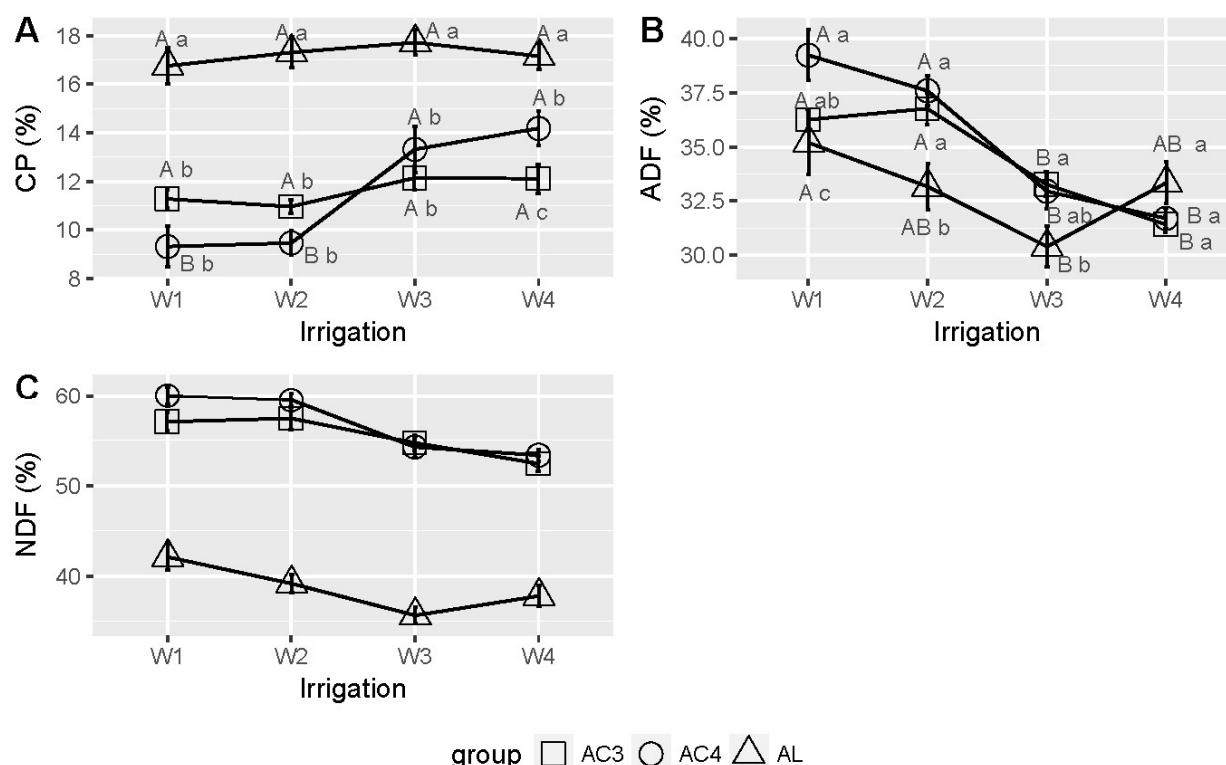 A
CP (%)
18
16
14
12
10
8
A a
A a
A a
A a
A b
A b
A b
A b
B b
B b
A b
A c
W1 W2 W3 W4
Irrigation
B
ADF (%)
40.0
37.5
35.0
32.5
30.0
A a
A a
A ab
A a
A c
AB b
B a
B ab
B b
AB a
B a
B a
W1 W2 W3 W4
Irrigation
C
NDF (%)
60
50
40
W1 W2 W3 W4
Irrigation
group AC3 AC4 AL